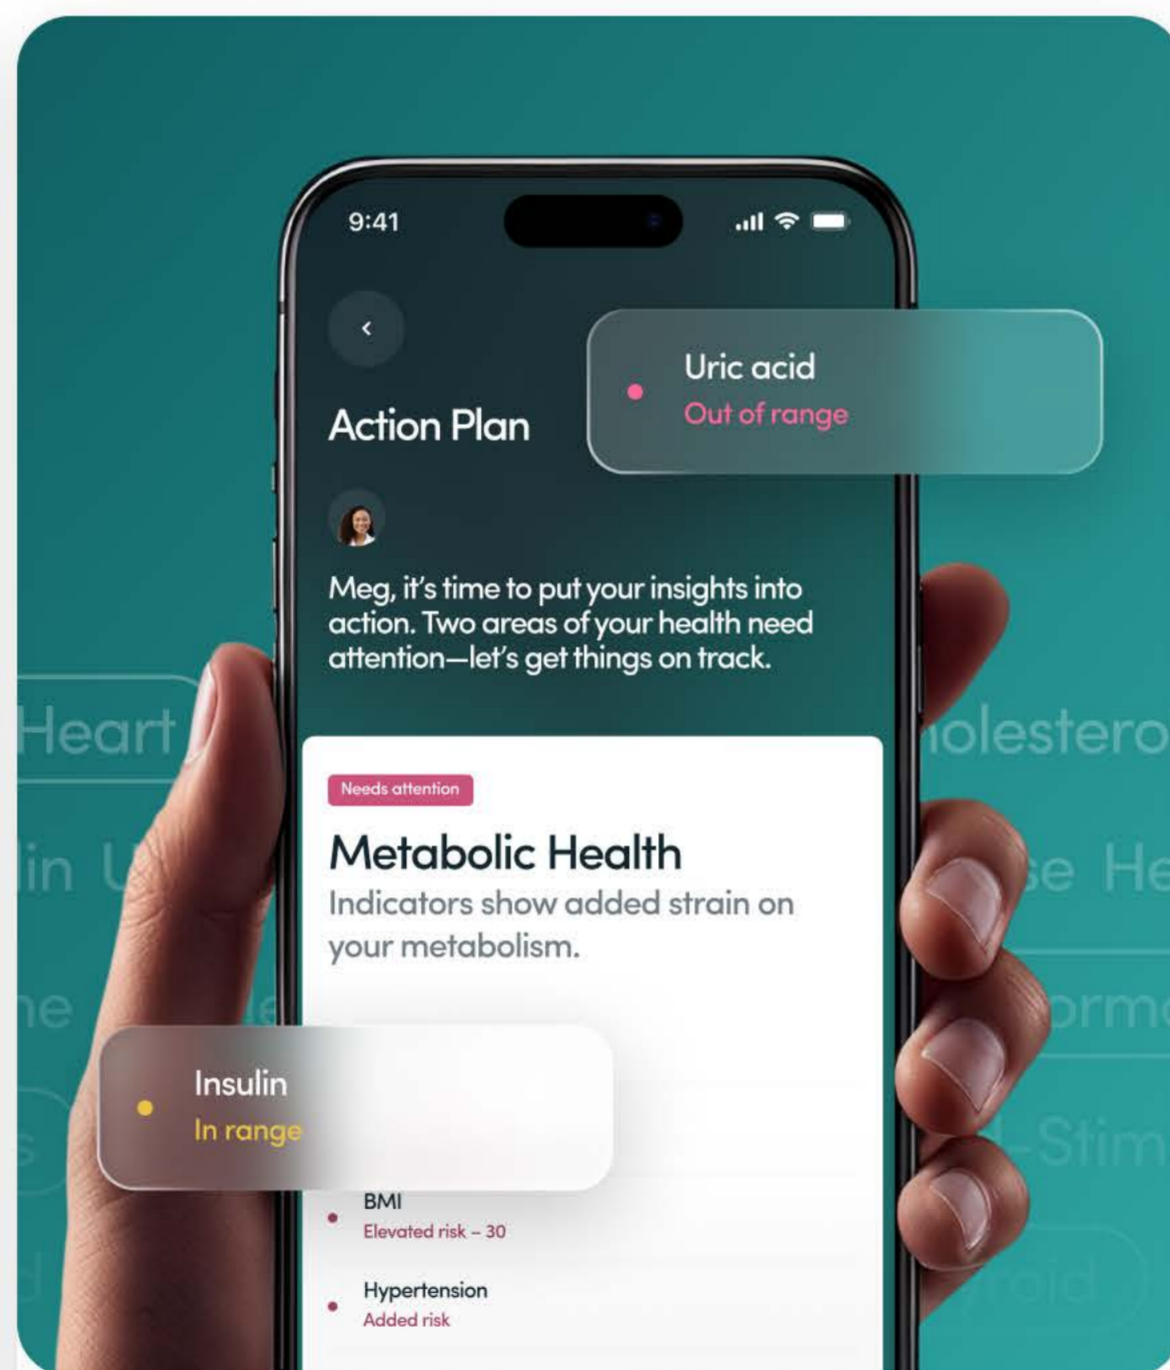 9:41
Uric acid
Out of range
Action Plan
Meg, it's time to put your insights into
action. Two areas of your health need
attention—let's get things on track.
Heart
Needs attention
Metabolic Health
Indicators show added strain on
your metabolism.
Insulin
In range
BMI
Elevated risk – 30
Hypertension
Added risk